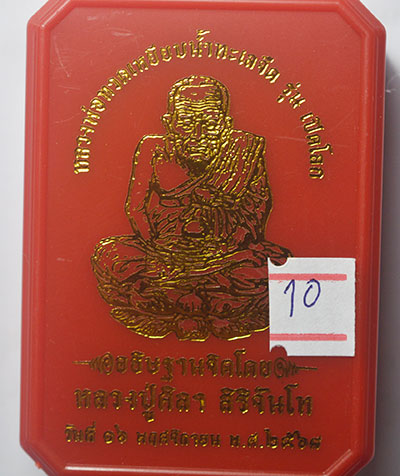 หลวงพ่อทวดเหยียบน้ำทะเลจืด รุ่น เปิดโลก
10
อธิษฐานจิตโดย
หลวงปู่ศิลา สิริจันโท
วันที่ ๑๖ พฤศจิกายน พ.ศ.๒๕๖๘